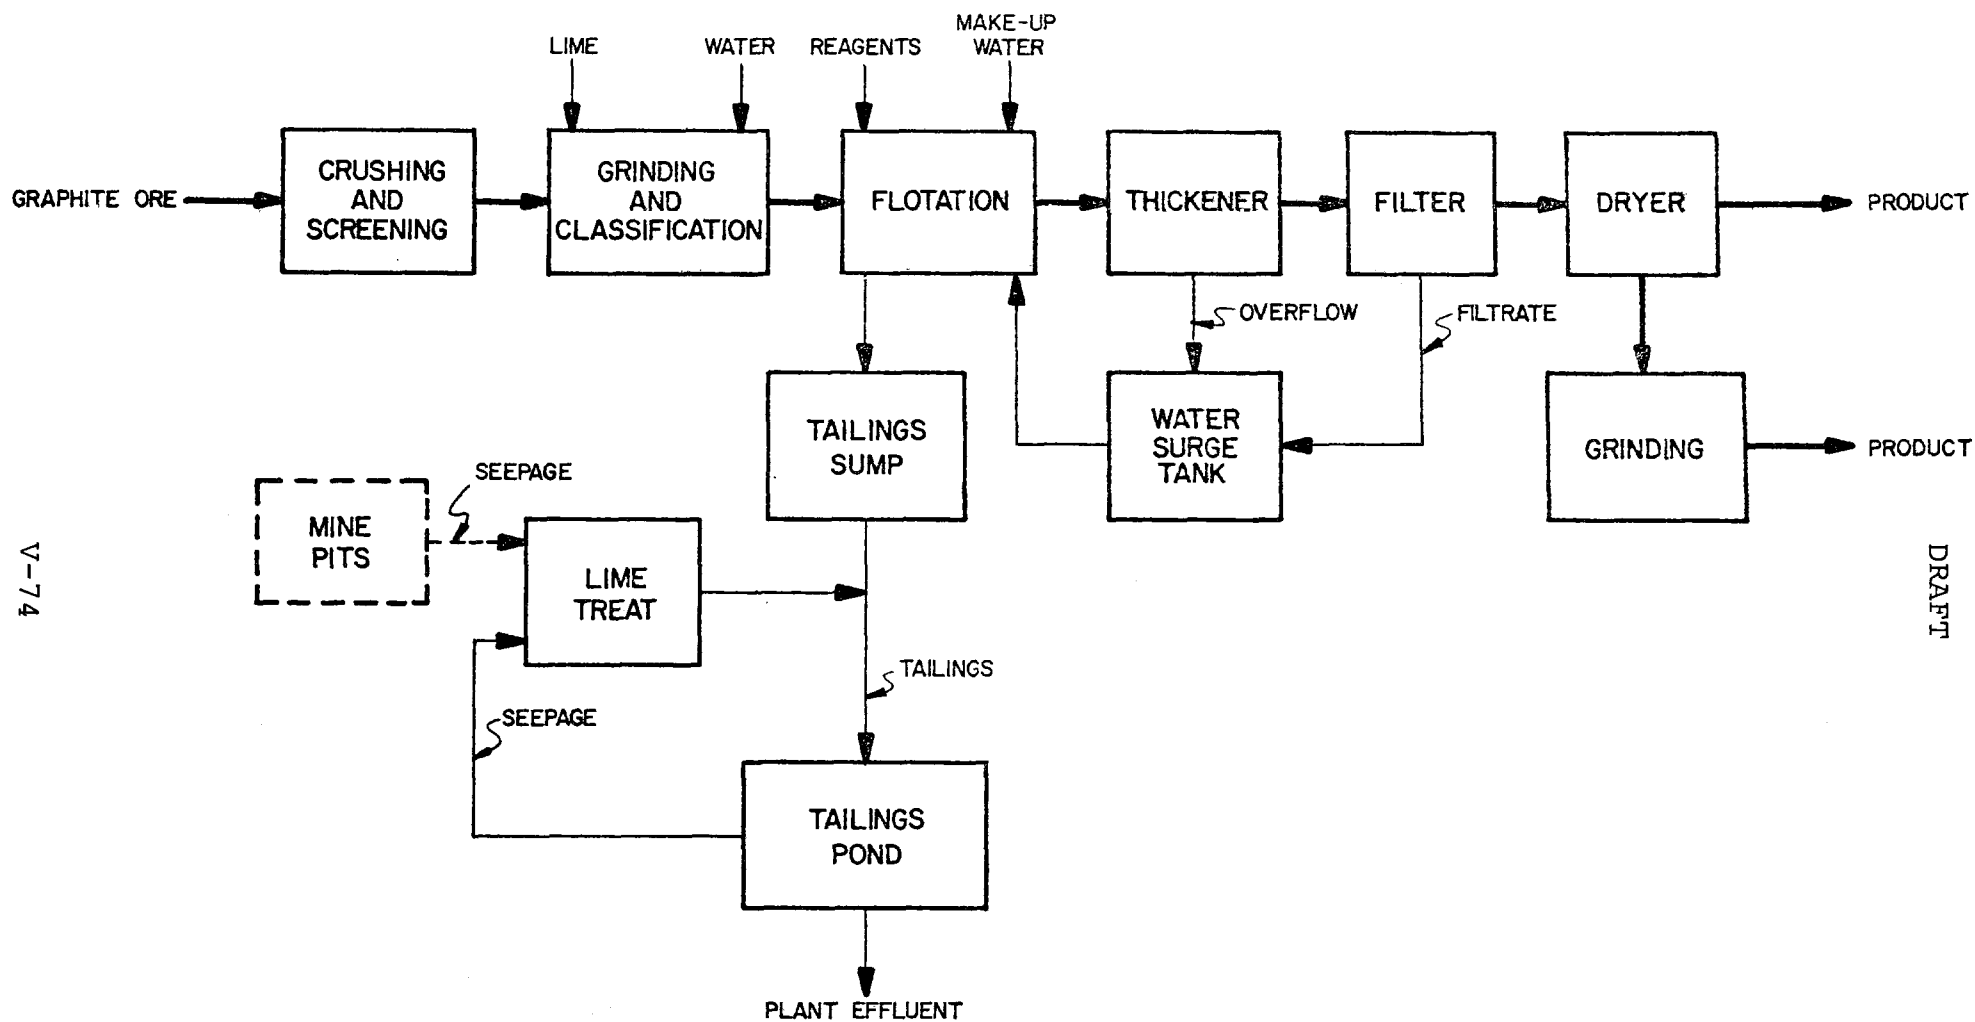 MAKE-UP
WATER
LIME
WATER
REAGENTS
GRAPHITE ORE
CRUSHING
AND
SCREENING
GRINDING
AND
CLASSIFICATION
FLOTATION
THICKENER
FILTER
DRYER
PRODUCT
OVERFLOW
FILTRATE
TAILINGS
SUMP
WATER
SURGE
TANK
GRINDING
PRODUCT
SEEPAGE
MINE
PITS
LIME
TREAT
TAILINGS
SEEPAGE
TAILINGS
POND
PLANT EFFLUENT
V-74
DRAFT